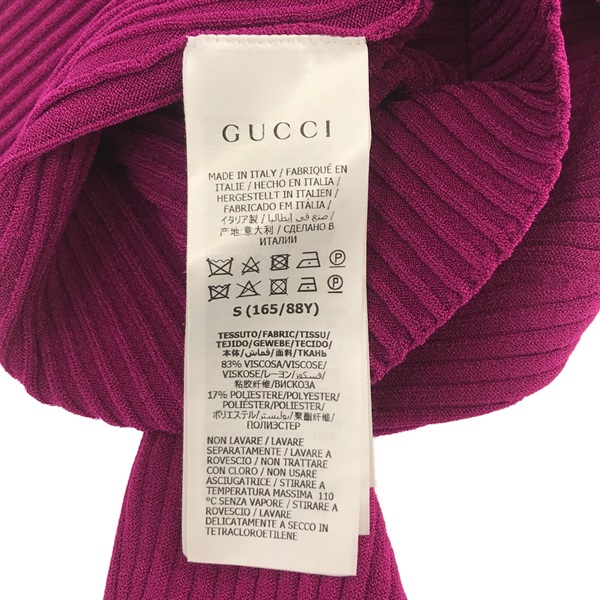 GUCCI
MADE IN ITALY / FABRIQUÉ EN
ITALIE / HECHO EN ITALIA /
HERGESTELLT IN ITALIEN /
FABRICADO EM ITÁLIA /
イタリア製 / صنع في إيطاليا /
产地:意大利 / СДЕЛАНО В
ИТАЛИИ
S (165/88Y)
TESSUTO/FABRIC/TISSU/
TEJIDO/GEWEBE/TECIDO/
本体/قماش/面料/ТКАНЬ
83% VISCOSA/VISCOSE/
VISKOSE/レーヨン/فسكوز/
粘胶纤维/ВИСКОЗА
17% POLIESTERE/POLYESTER/
POLIÉSTER/POLYESTER/
ポリエステル/بوليستر/聚酯纤维
/ПОЛИЭСТЕР
NON LAVARE / LAVARE
SEPARATAMENTE / LAVARE A
ROVESCIO / NON TRATTARE
CON CLORO / NON USARE
ASCIUGATRICE / STIRARE A
TEMPERATURA MASSIMA 110
°C SENZA VAPORE / STIRARE A
ROVESCIO / LAVARE
DELICATAMENTE A SECCO IN
TETRACLOROETILENE